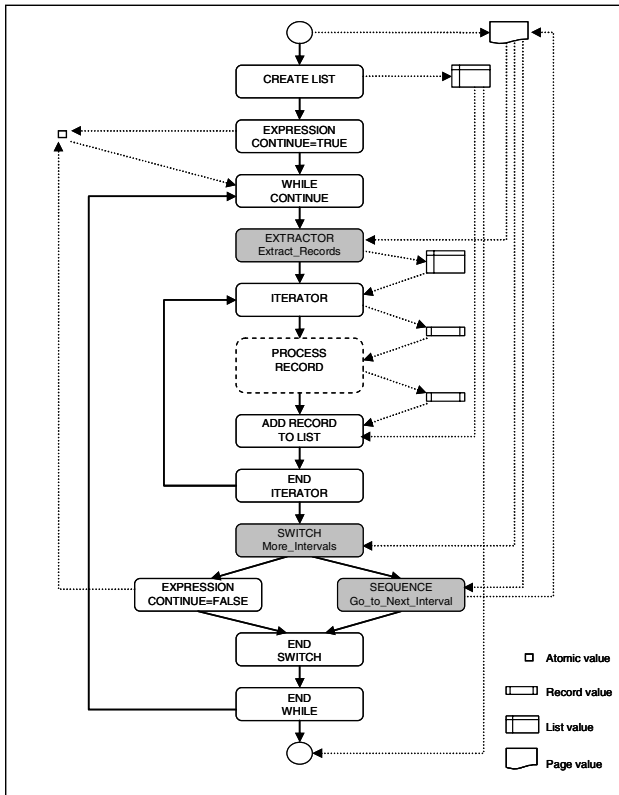 CREATE LIST
EXPRESSION
CONTINUE=TRUE
WHILE
CONTINUE
EXTRACTOR
Extract_Records
ITERATOR
PROCESS
RECORD
ADD RECORD
TO LIST
END
ITERATOR
SWITCH
More_Intervals
EXPRESSION
CONTINUE=FALSE
SEQUENCE
Go_to_Next_Interval
END
SWITCH
END
WHILE
Atomic value
Record value
List value
Page value